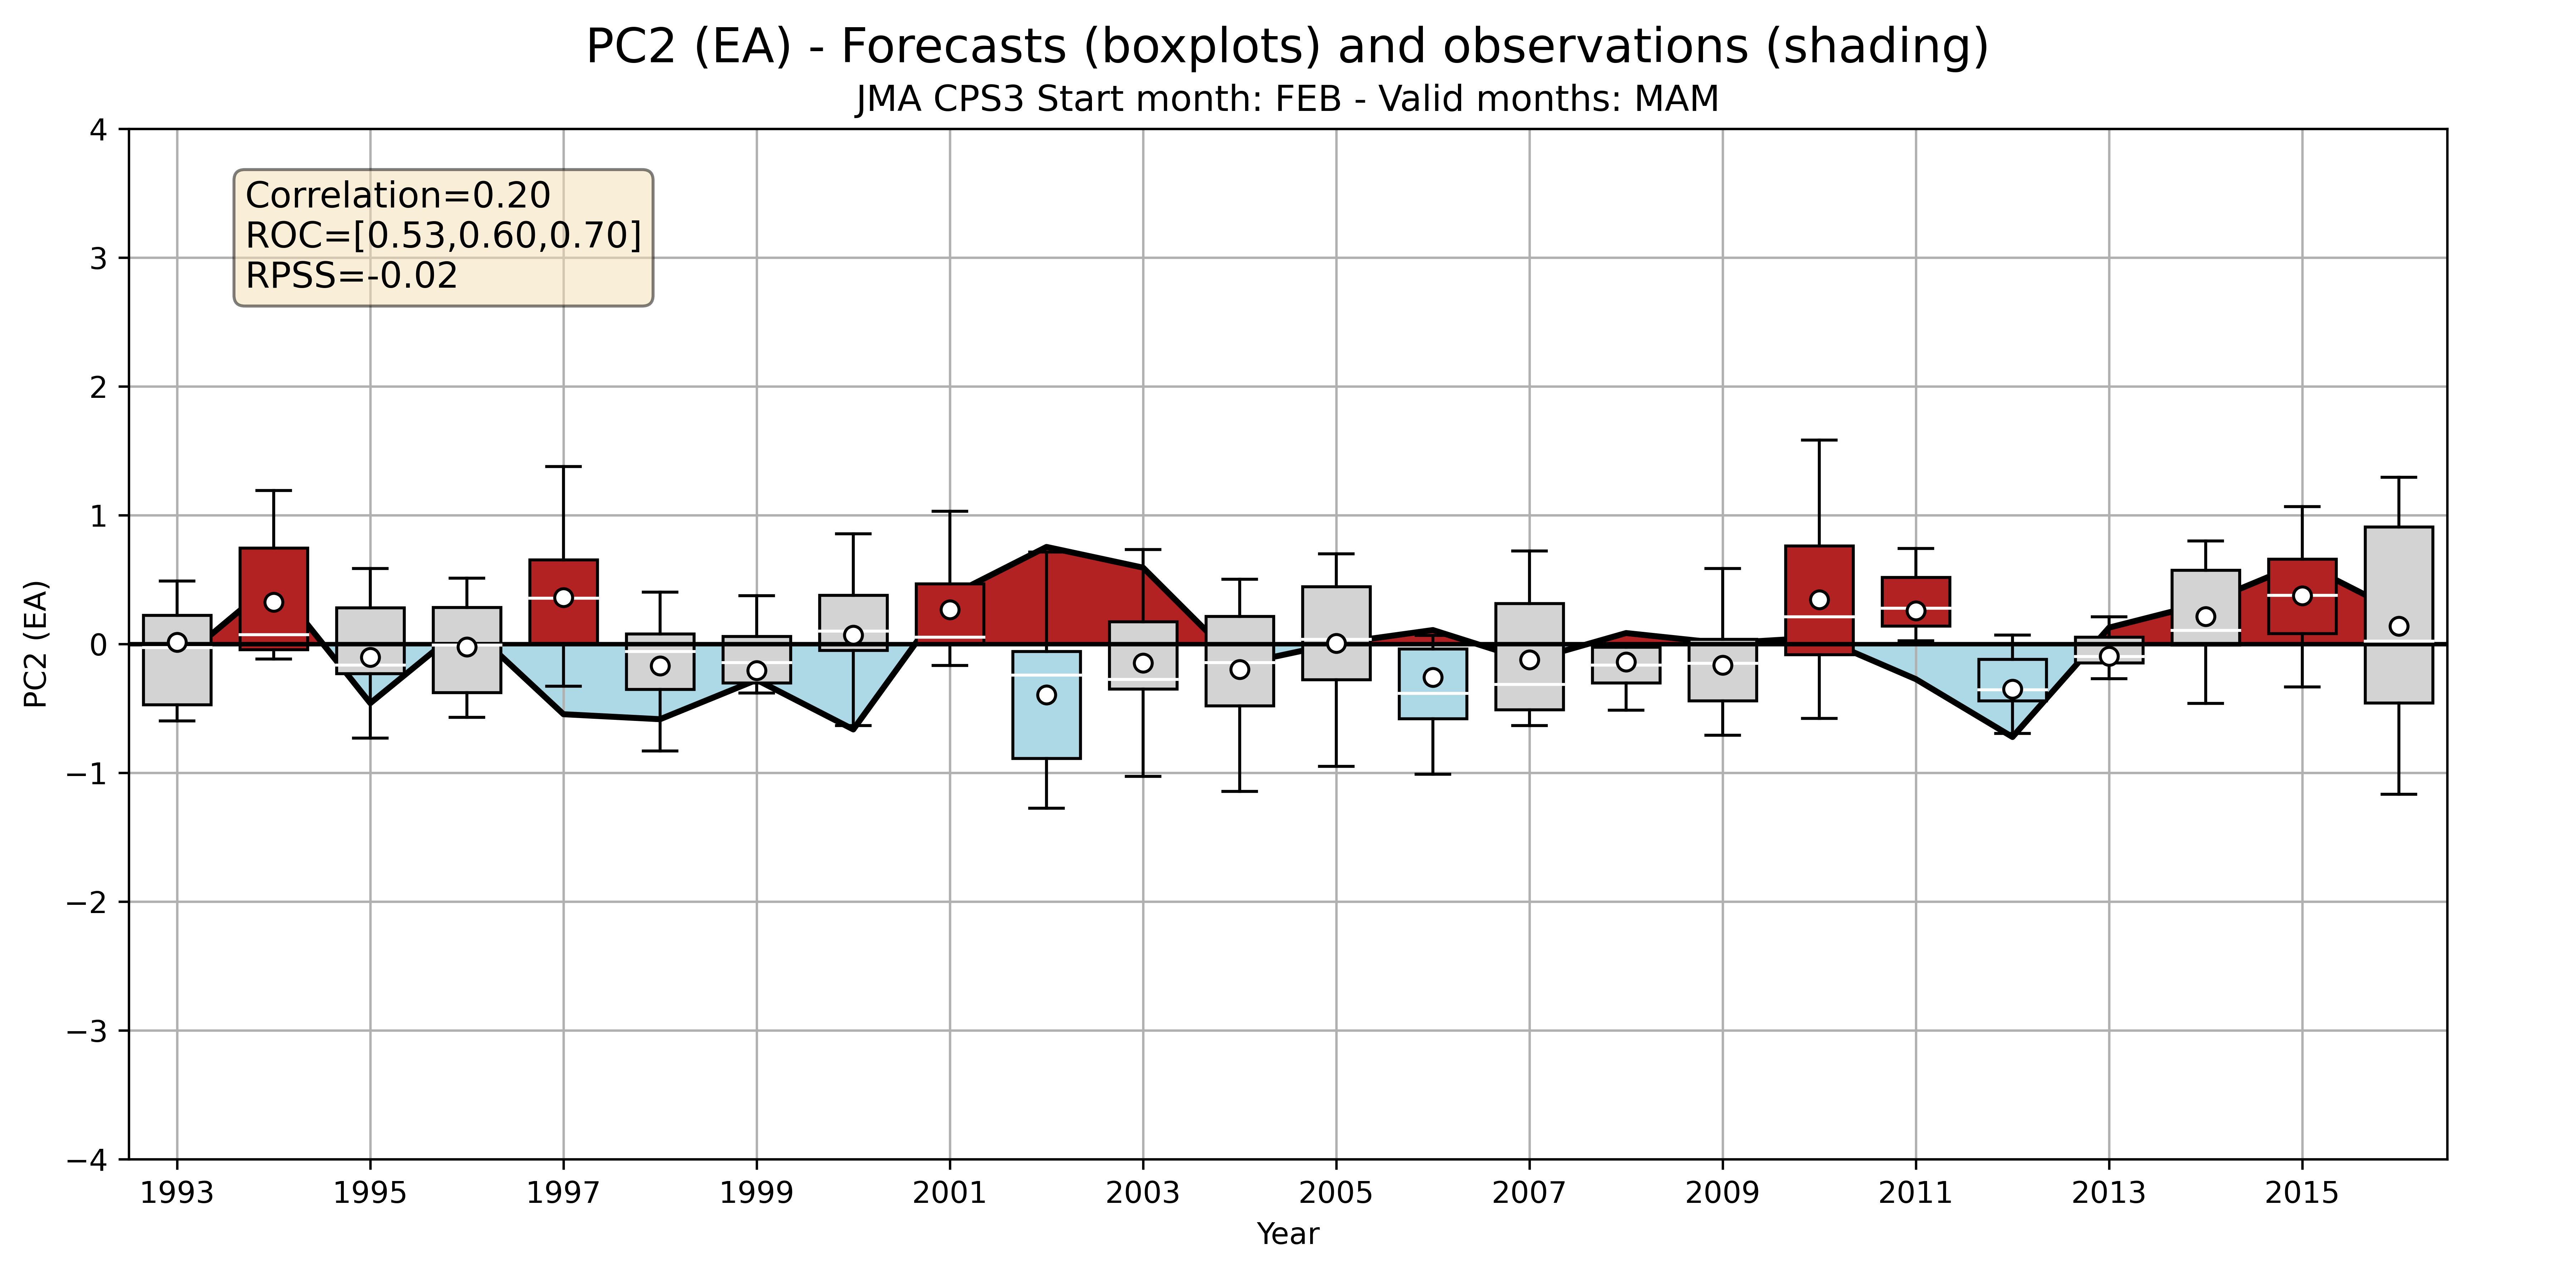 PC2 (EA) - Forecasts (boxplots) and observations (shading)
JMA CPS3 Start month: FEB - Valid months: MAM
Correlation=0.20
ROC=[0.53,0.60,0.70]
RPSS=-0.02
PC2 (EA)
4
3
2
1
0
−1
−2
−3
−4
1993 1995 1997 1999 2001 2003 2005 2007 2009 2011 2013 2015
Year